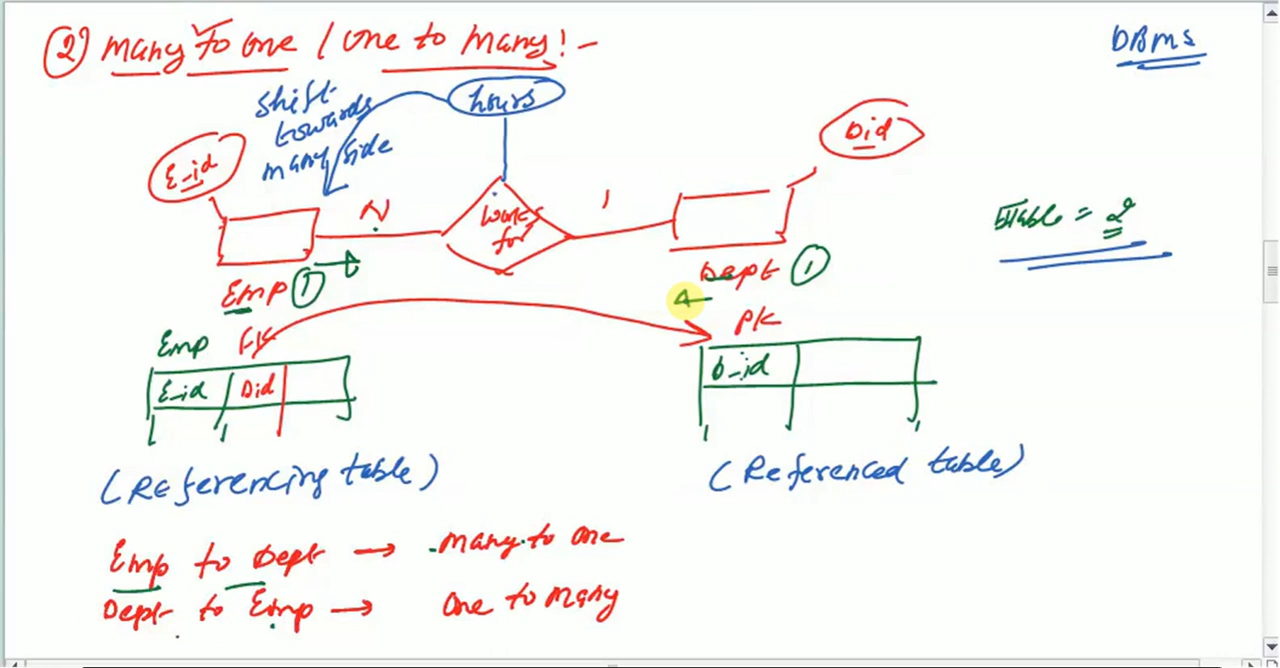 ② Many to one / One to Many:-
DBMS
shift towards many side
hours
E-id
Did
N
works for
1
Table = 2
Emp ①
Dept ①
Emp FK
PK
E-id Did
D-id
(Referencing table)
(Referenced table)
Emp to Dept → many to one
Dept to Emp → one to many